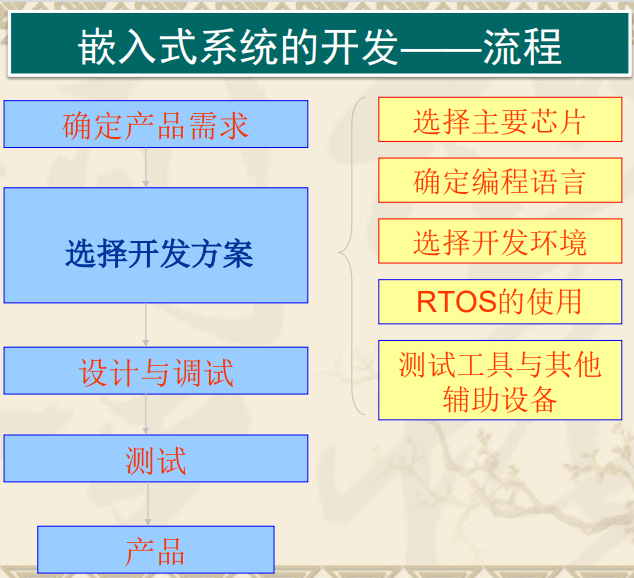 嵌入式系统的开发——流程
确定产品需求
选择开发方案
设计与调试
测试
产品
选择主要芯片
确定编程语言
选择开发环境
RTOS的使用
测试工具与其他
辅助设备